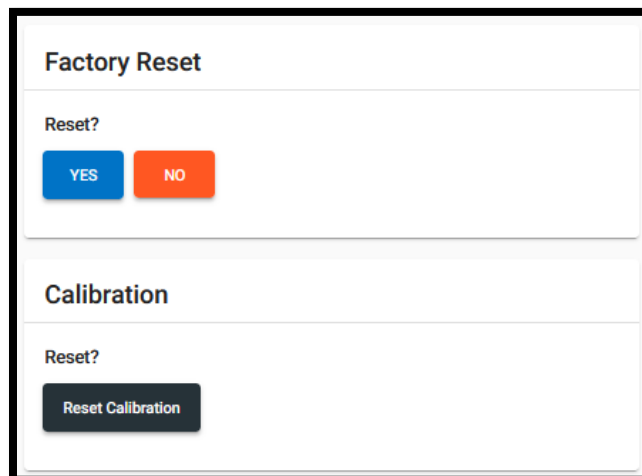 Factory Reset
Reset?
YES NO
Calibration
Reset?
Reset Calibration